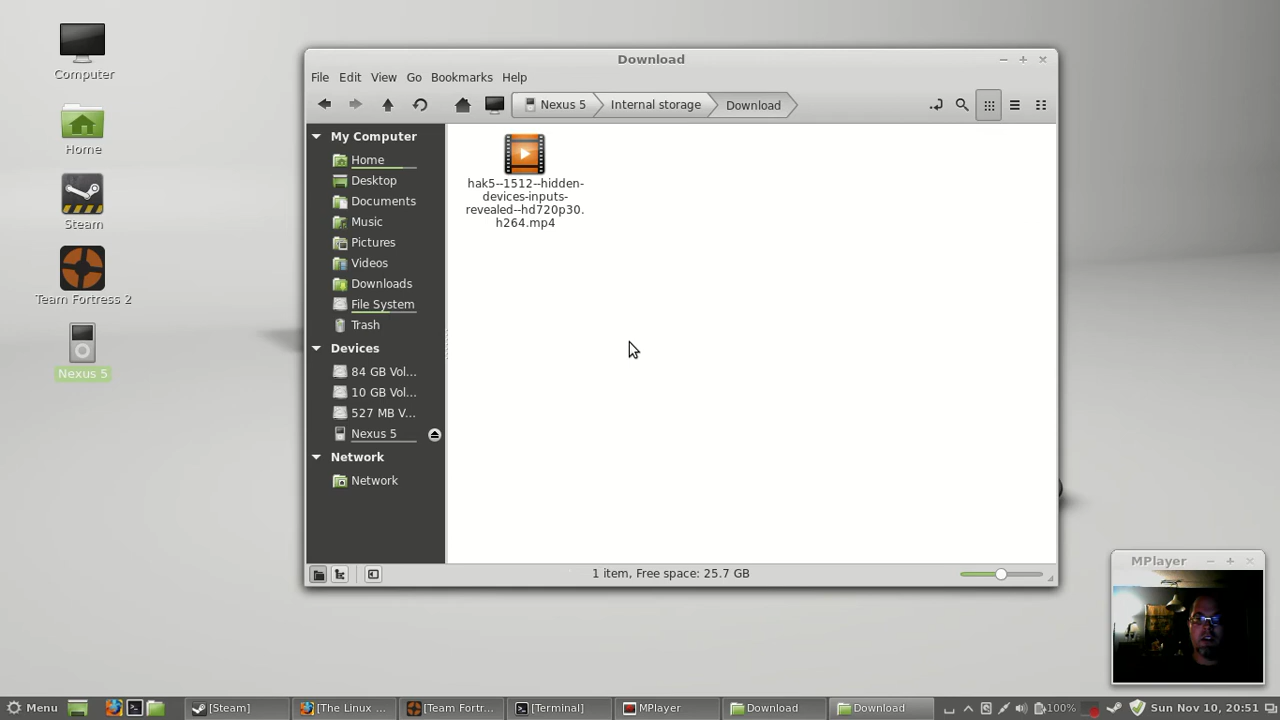 Computer
Home
Steam
Team Fortress 2
Nexus 5
Download
File Edit View Go Bookmarks Help
Nexus 5 Internal storage Download
My Computer
Home
Desktop
Documents
Music
Pictures
Videos
Downloads
File System
Trash
Devices
84 GB Vol...
10 GB Vol...
527 MB V...
Nexus 5
Network
Network
hak5--1512--hidden-
devices-inputs-
revealed--hd720p30.
h264.mp4
1 item, Free space: 25.7 GB
MPlayer
Menu [Steam] [The Linux ... [Team Fortr... [Terminal] MPlayer Download Download 100% Sun Nov 10, 20:51